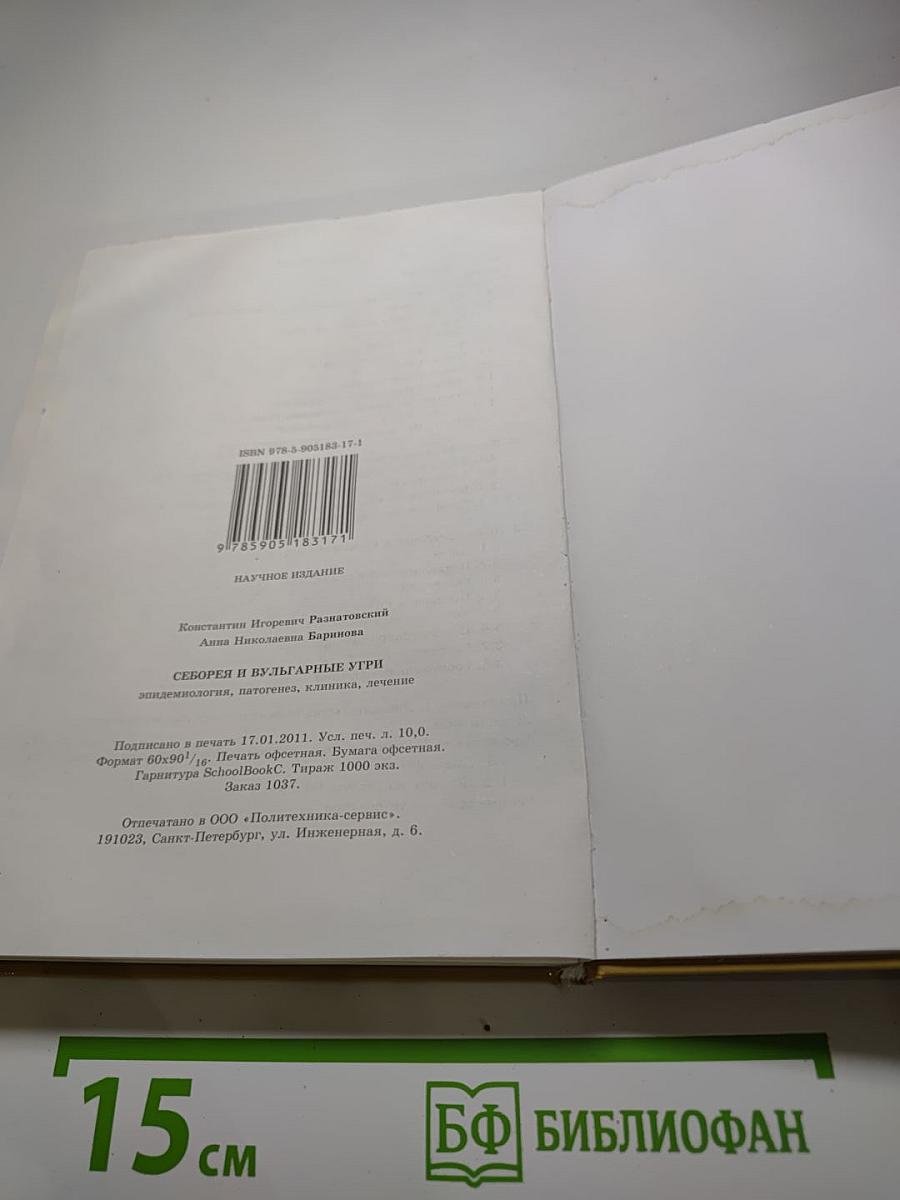 ISBN 978-5-905183-17-1
9 785905 183171
НАУЧНОЕ ИЗДАНИЕ
Константин Игоревич Разнатовский
Анна Николаевна Баринова
СЕБОРЕЯ И ВУЛЬГАРНЫЕ УГРИ
эпидемиология, патогенез, клиника, лечение
Подписано в печать 17.01.2011. Усл. печ. л. 10,0.
Формат 60х90 1/16. Печать офсетная. Бумага офсетная.
Гарнитура SchoolBookC. Тираж 1000 экз.
Заказ 1037.
Отпечатано в ООО «Политехника-сервис».
191023, Санкт-Петербург, ул. Инженерная, д. 6.
15 см
БФ БИБЛИОФАН